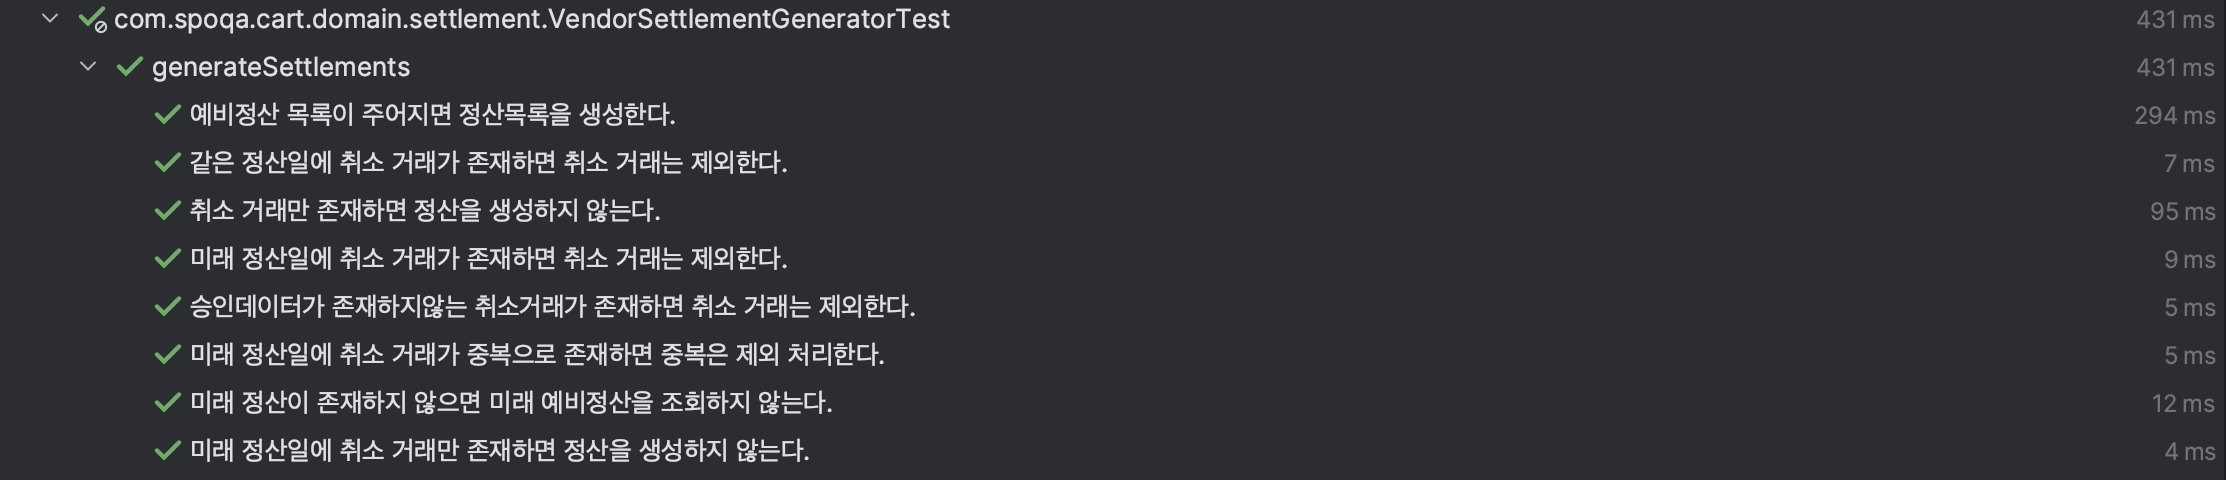 com.spoqa.cart.domain.settlement.VendorSettlementGeneratorTest 431 ms
generateSettlements 431 ms
예비정산 목록이 주어지면 정산목록을 생성한다. 294 ms
같은 정산일에 취소 거래가 존재하면 취소 거래는 제외한다. 7 ms
취소 거래만 존재하면 정산을 생성하지 않는다. 95 ms
미래 정산일에 취소 거래가 존재하면 취소 거래는 제외한다. 9 ms
승인데이터가 존재하지않는 취소거래가 존재하면 취소 거래는 제외한다. 5 ms
미래 정산일에 취소 거래가 중복으로 존재하면 중복은 제외 처리한다. 5 ms
미래 정산이 존재하지 않으면 미래 예비정산을 조회하지 않는다. 12 ms
미래 정산일에 취소 거래만 존재하면 정산을 생성하지 않는다. 4 ms